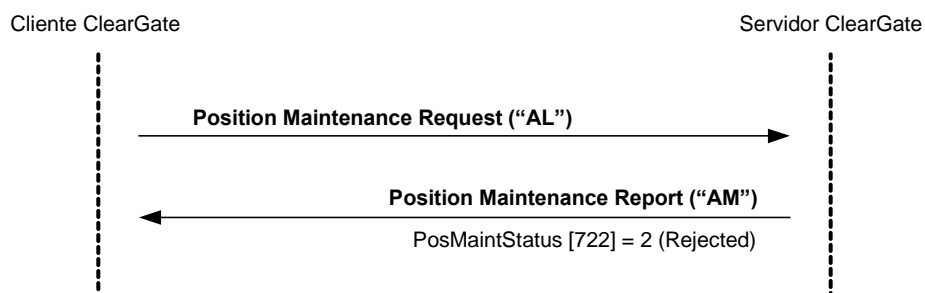 Cliente ClearGate
Servidor ClearGate
Position Maintenance Request (“AL”)
Position Maintenance Report (“AM”)
PosMaintStatus [722] = 2 (Rejected)